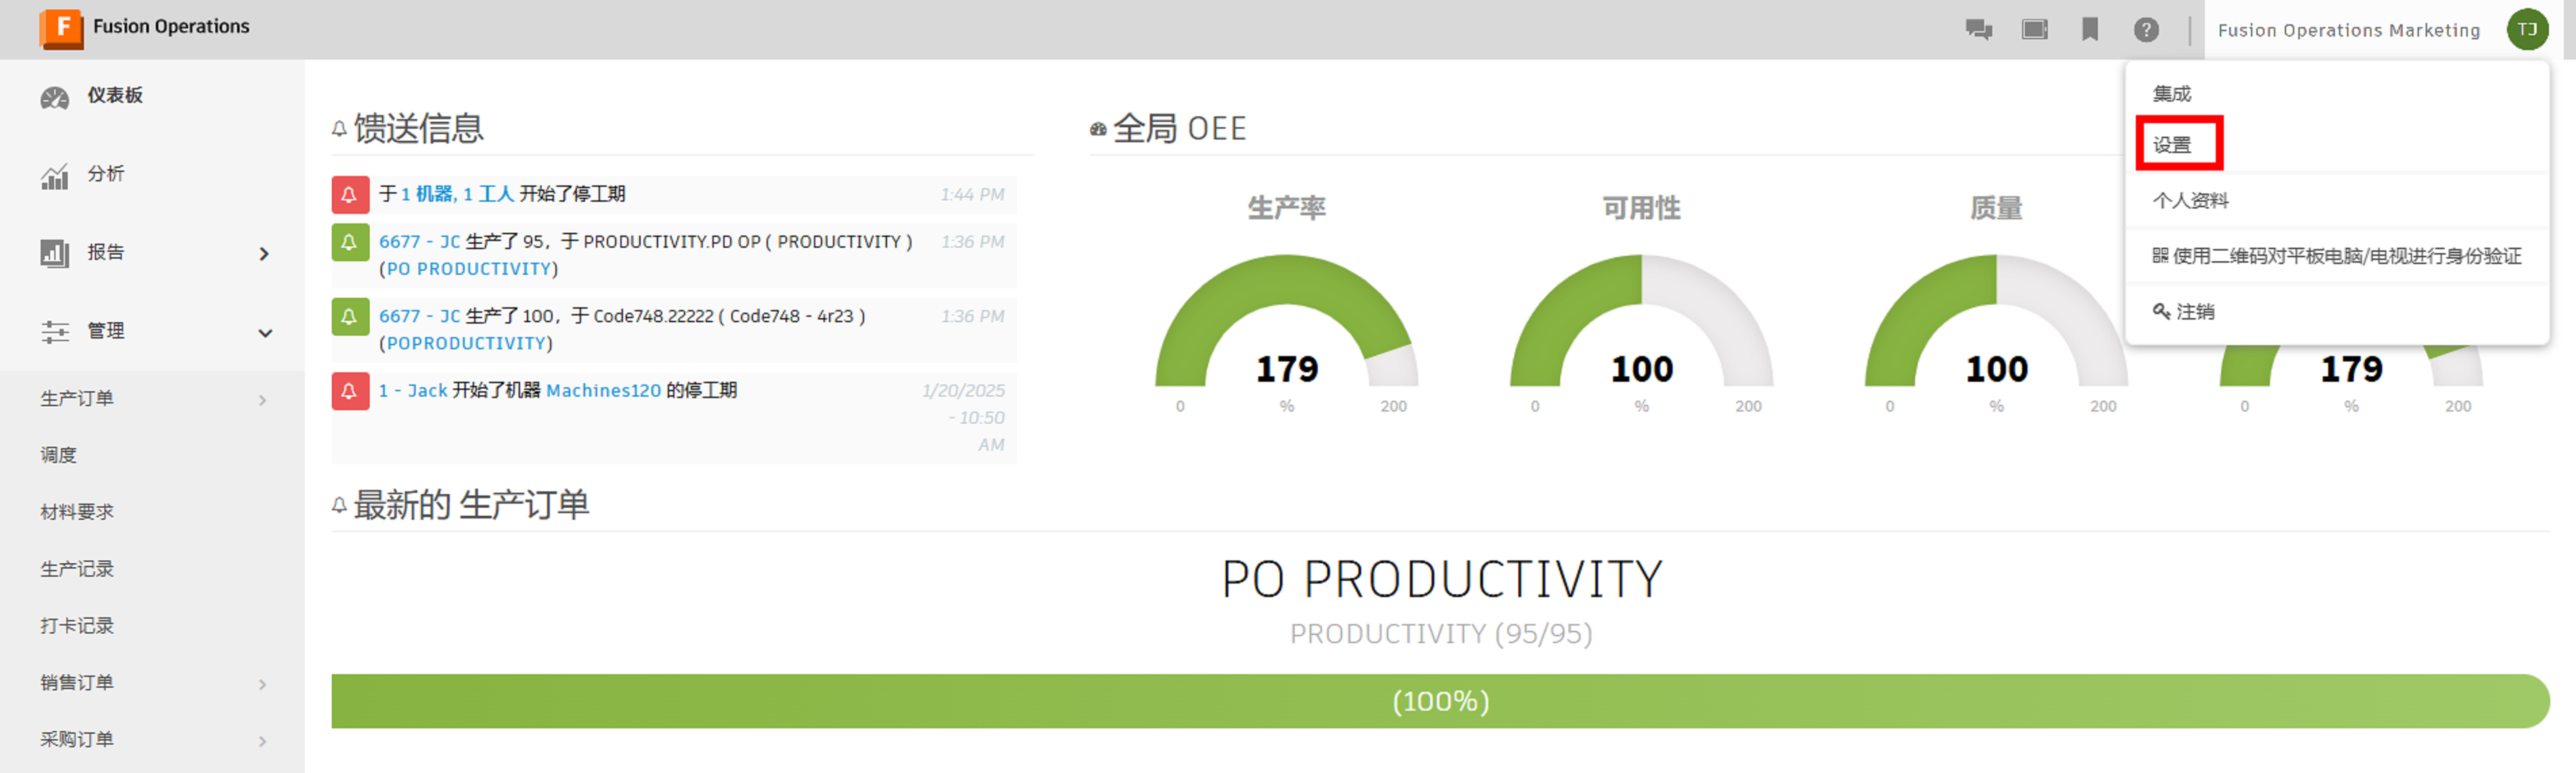 F Fusion Operations
? Fusion Operations Marketing TJ
仪表板
分析
报告
管理
生产订单
调度
材料要求
生产记录
打卡记录
销售订单
采购订单
馈送信息
于 1 机器, 1 工人 开始了停工期 1:44 PM
6677 - JC 生产了 95，于 PRODUCTIVITY.PD OP ( PRODUCTIVITY ) 1:36 PM
(PO PRODUCTIVITY)
6677 - JC 生产了 100，于 Code748.22222 ( Code748 - 4r23 ) 1:36 PM
(POPRODUCTIVITY)
1 - Jack 开始了机器 Machines120 的停工期 1/20/2025
- 10:50
AM
全局 OEE
生产率 可用性 质量
179 100 100 179
0 % 200 0 % 200 0 % 200 0 % 200
集成
设置
个人资料
使用二维码对平板电脑/电视进行身份验证
注销
最新的 生产订单
PO PRODUCTIVITY
PRODUCTIVITY (95/95)
(100%)